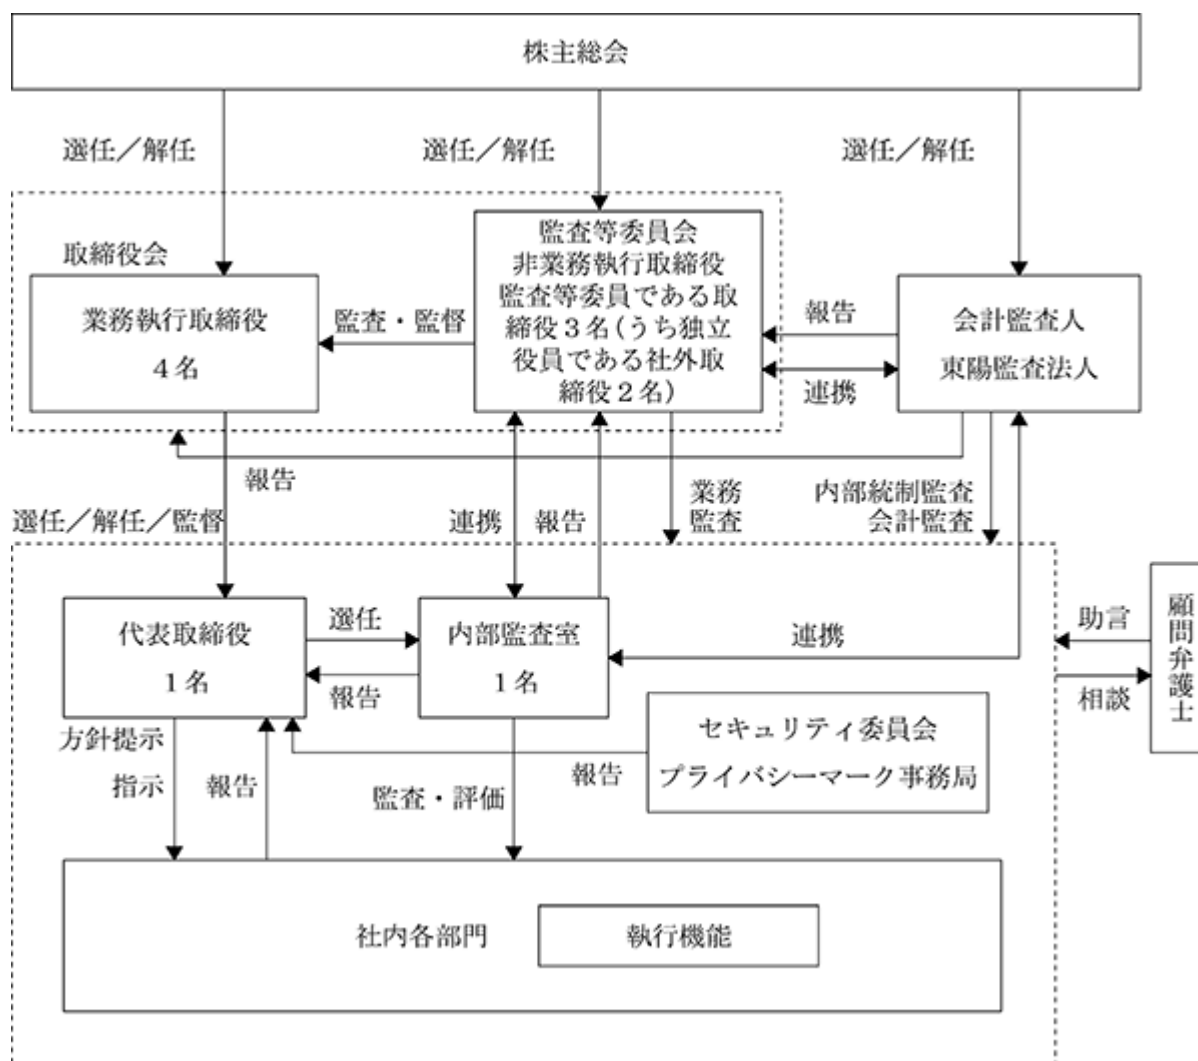 株主総会
選任／解任
選任／解任
選任／解任
取締役会
業務執行取締役
4名
監査・監督
監査等委員会
非業務執行取締役
監査等委員である取
締役3名(うち独立
役員である社外取
締役2名)
報告
連携
会計監査人
東陽監査法人
報告
選任／解任／監督
連携
報告
業務
監査
内部統制監査
会計監査
代表取締役
1名
選任
報告
内部監査室
1名
連携
助言
相談
顧問弁護士
方針提示
指示
報告
監査・評価
報告
セキュリティ委員会
プライバシーマーク事務局
社内各部門
執行機能